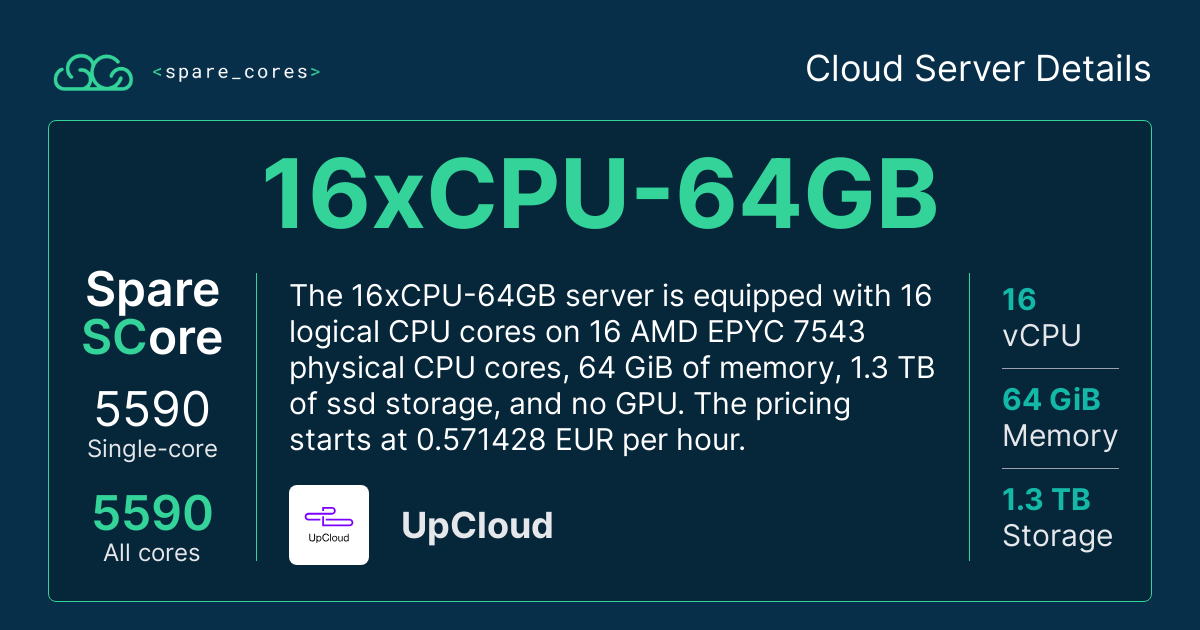 <spare_cores>
Cloud Server Details
16xCPU-64GB
Spare
SCore
5590
Single-core
5590
All cores
The 16xCPU-64GB server is equipped with 16
logical CPU cores on 16 AMD EPYC 7543
physical CPU cores, 64 GiB of memory, 1.3 TB
of ssd storage, and no GPU. The pricing
starts at 0.571428 EUR per hour.
UpCloud
UpCloud
16
vCPU
64 GiB
Memory
1.3 TB
Storage